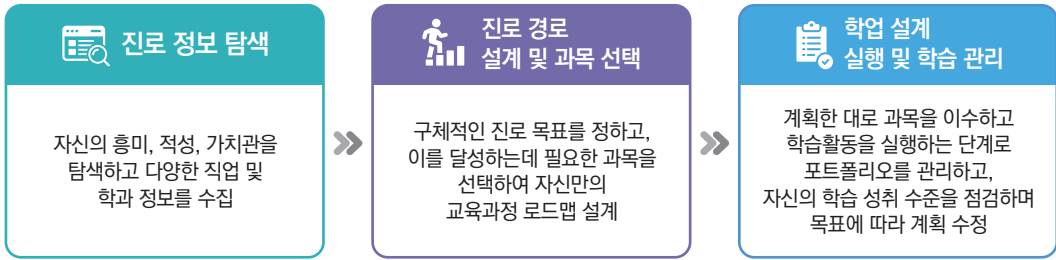 진로 정보 탐색
자신의 흥미, 적성, 가치관을
탐색하고 다양한 직업 및
학과 정보를 수집
진로 경로
설계 및 과목 선택
구체적인 진로 목표를 정하고,
이를 달성하는데 필요한 과목을
선택하여 자신만의
교육과정 로드맵 설계
학업 설계
실행 및 학습 관리
계획한 대로 과목을 이수하고
학습활동을 실행하는 단계로
포트폴리오를 관리하고,
자신의 학습 성취 수준을 점검하며
목표에 따라 계획 수정